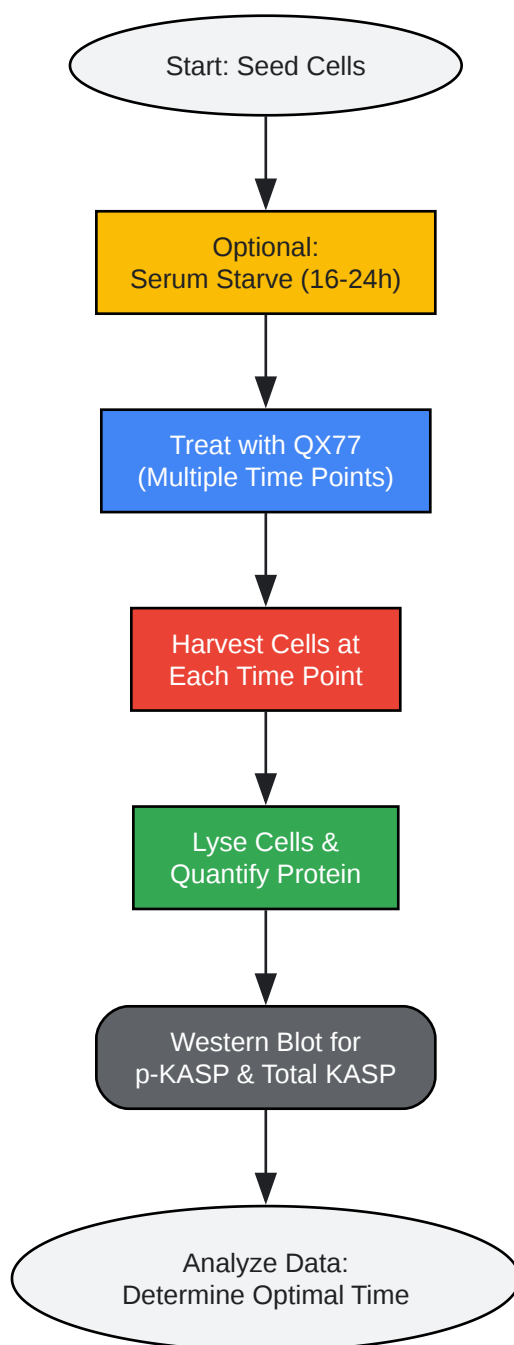 Start: Seed Cells
Optional:
Serum Starve (16-24h)
Treat with QX77
(Multiple Time Points)
Harvest Cells at
Each Time Point
Lyse Cells &
Quantify Protein
Western Blot for
p-KASP & Total KASP
Analyze Data:
Determine Optimal Time